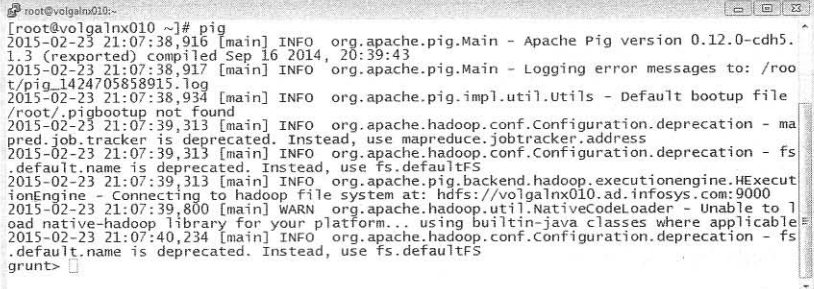 root@volgalnx010:~
[root@volgalnx010 ~]# pig
2015-02-23 21:07:38,916 [main] INFO  org.apache.pig.Main - Apache Pig version 0.12.0-cdh5.
1.3 (rexported) compiled Sep 16 2014, 20:39:43
2015-02-23 21:07:38,917 [main] INFO  org.apache.pig.Main - Logging error messages to: /roo
t/pig_1424705858915.log
2015-02-23 21:07:38,934 [main] INFO  org.apache.pig.impl.util.Utils - Default bootup file
/root/.pigbootup not found
2015-02-23 21:07:39,313 [main] INFO  org.apache.hadoop.conf.Configuration.deprecation - ma
pred.job.tracker is deprecated. Instead, use mapreduce.jobtracker.address
2015-02-23 21:07:39,313 [main] INFO  org.apache.hadoop.conf.Configuration.deprecation - fs
.default.name is deprecated. Instead, use fs.defaultFS
2015-02-23 21:07:39,313 [main] INFO  org.apache.pig.backend.hadoop.executionengine.HExecut
ionEngine - Connecting to hadoop file system at: hdfs://volgalnx010.ad.infosys.com:9000
2015-02-23 21:07:39,800 [main] WARN  org.apache.hadoop.util.NativeCodeLoader - Unable to l
oad native-hadoop library for your platform... using builtin-java classes where applicable
2015-02-23 21:07:40,234 [main] INFO  org.apache.hadoop.conf.Configuration.deprecation - fs
.default.name is deprecated. Instead, use fs.defaultFS
grunt>